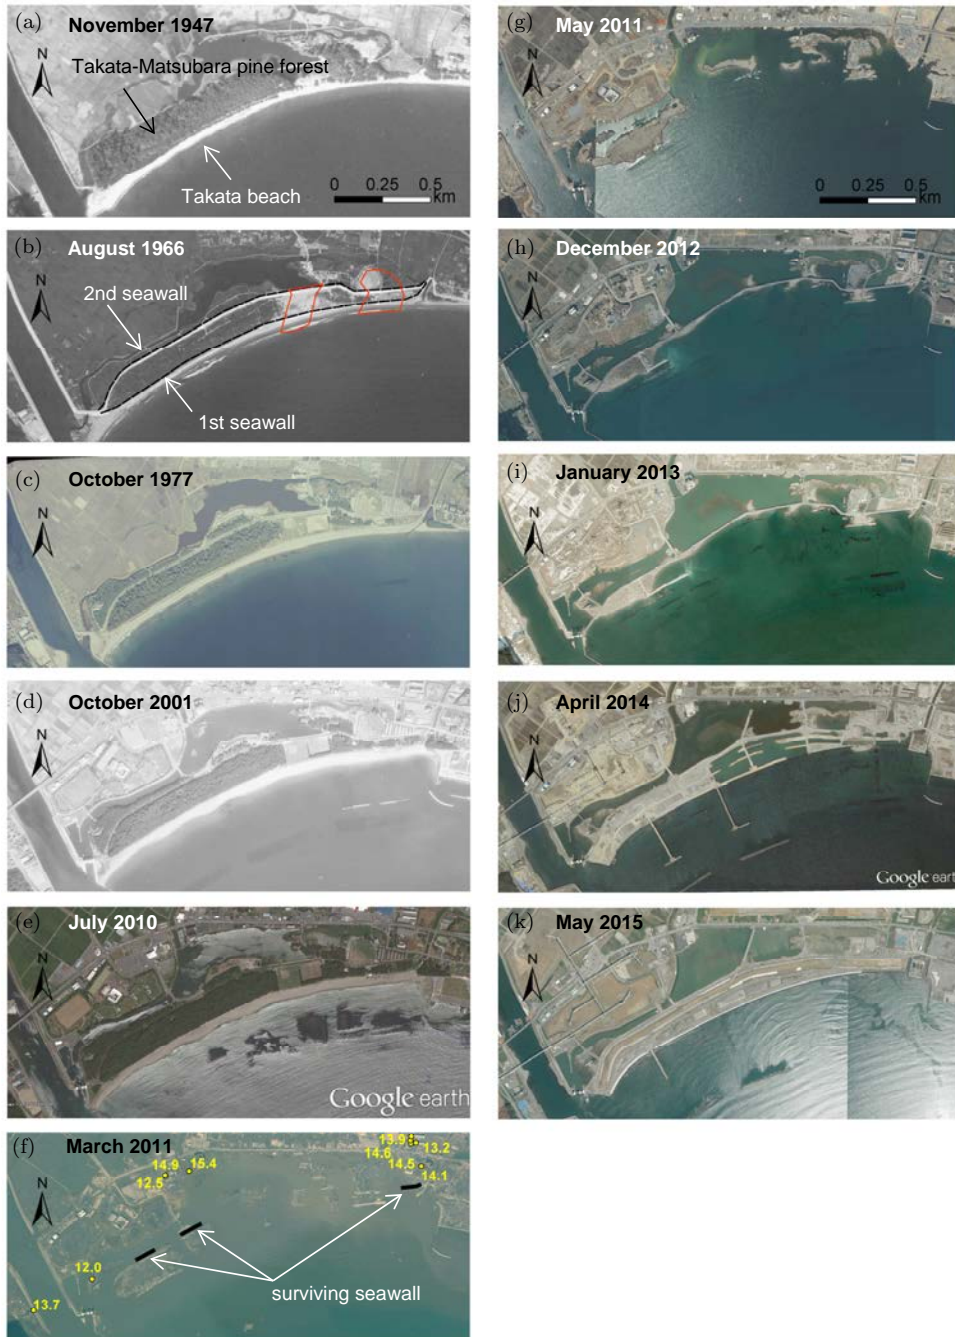 (a) November 1947
N
Takata-Matsubara pine forest
Takata beach
0 0.25 0.5
km
(b) August 1966
N
2nd seawall
1st seawall
(c) October 1977
N
(d) October 2001
N
(e) July 2010
N
Google earth
(f) March 2011
N
13.9
13.2
14.6
14.9
15.4
14.5
12.5
14.1
12.0
surviving seawall
13.7
(g) May 2011
N
0 0.25 0.5
km
(h) December 2012
N
(i) January 2013
N
(j) April 2014
N
Google earth
(k) May 2015
N